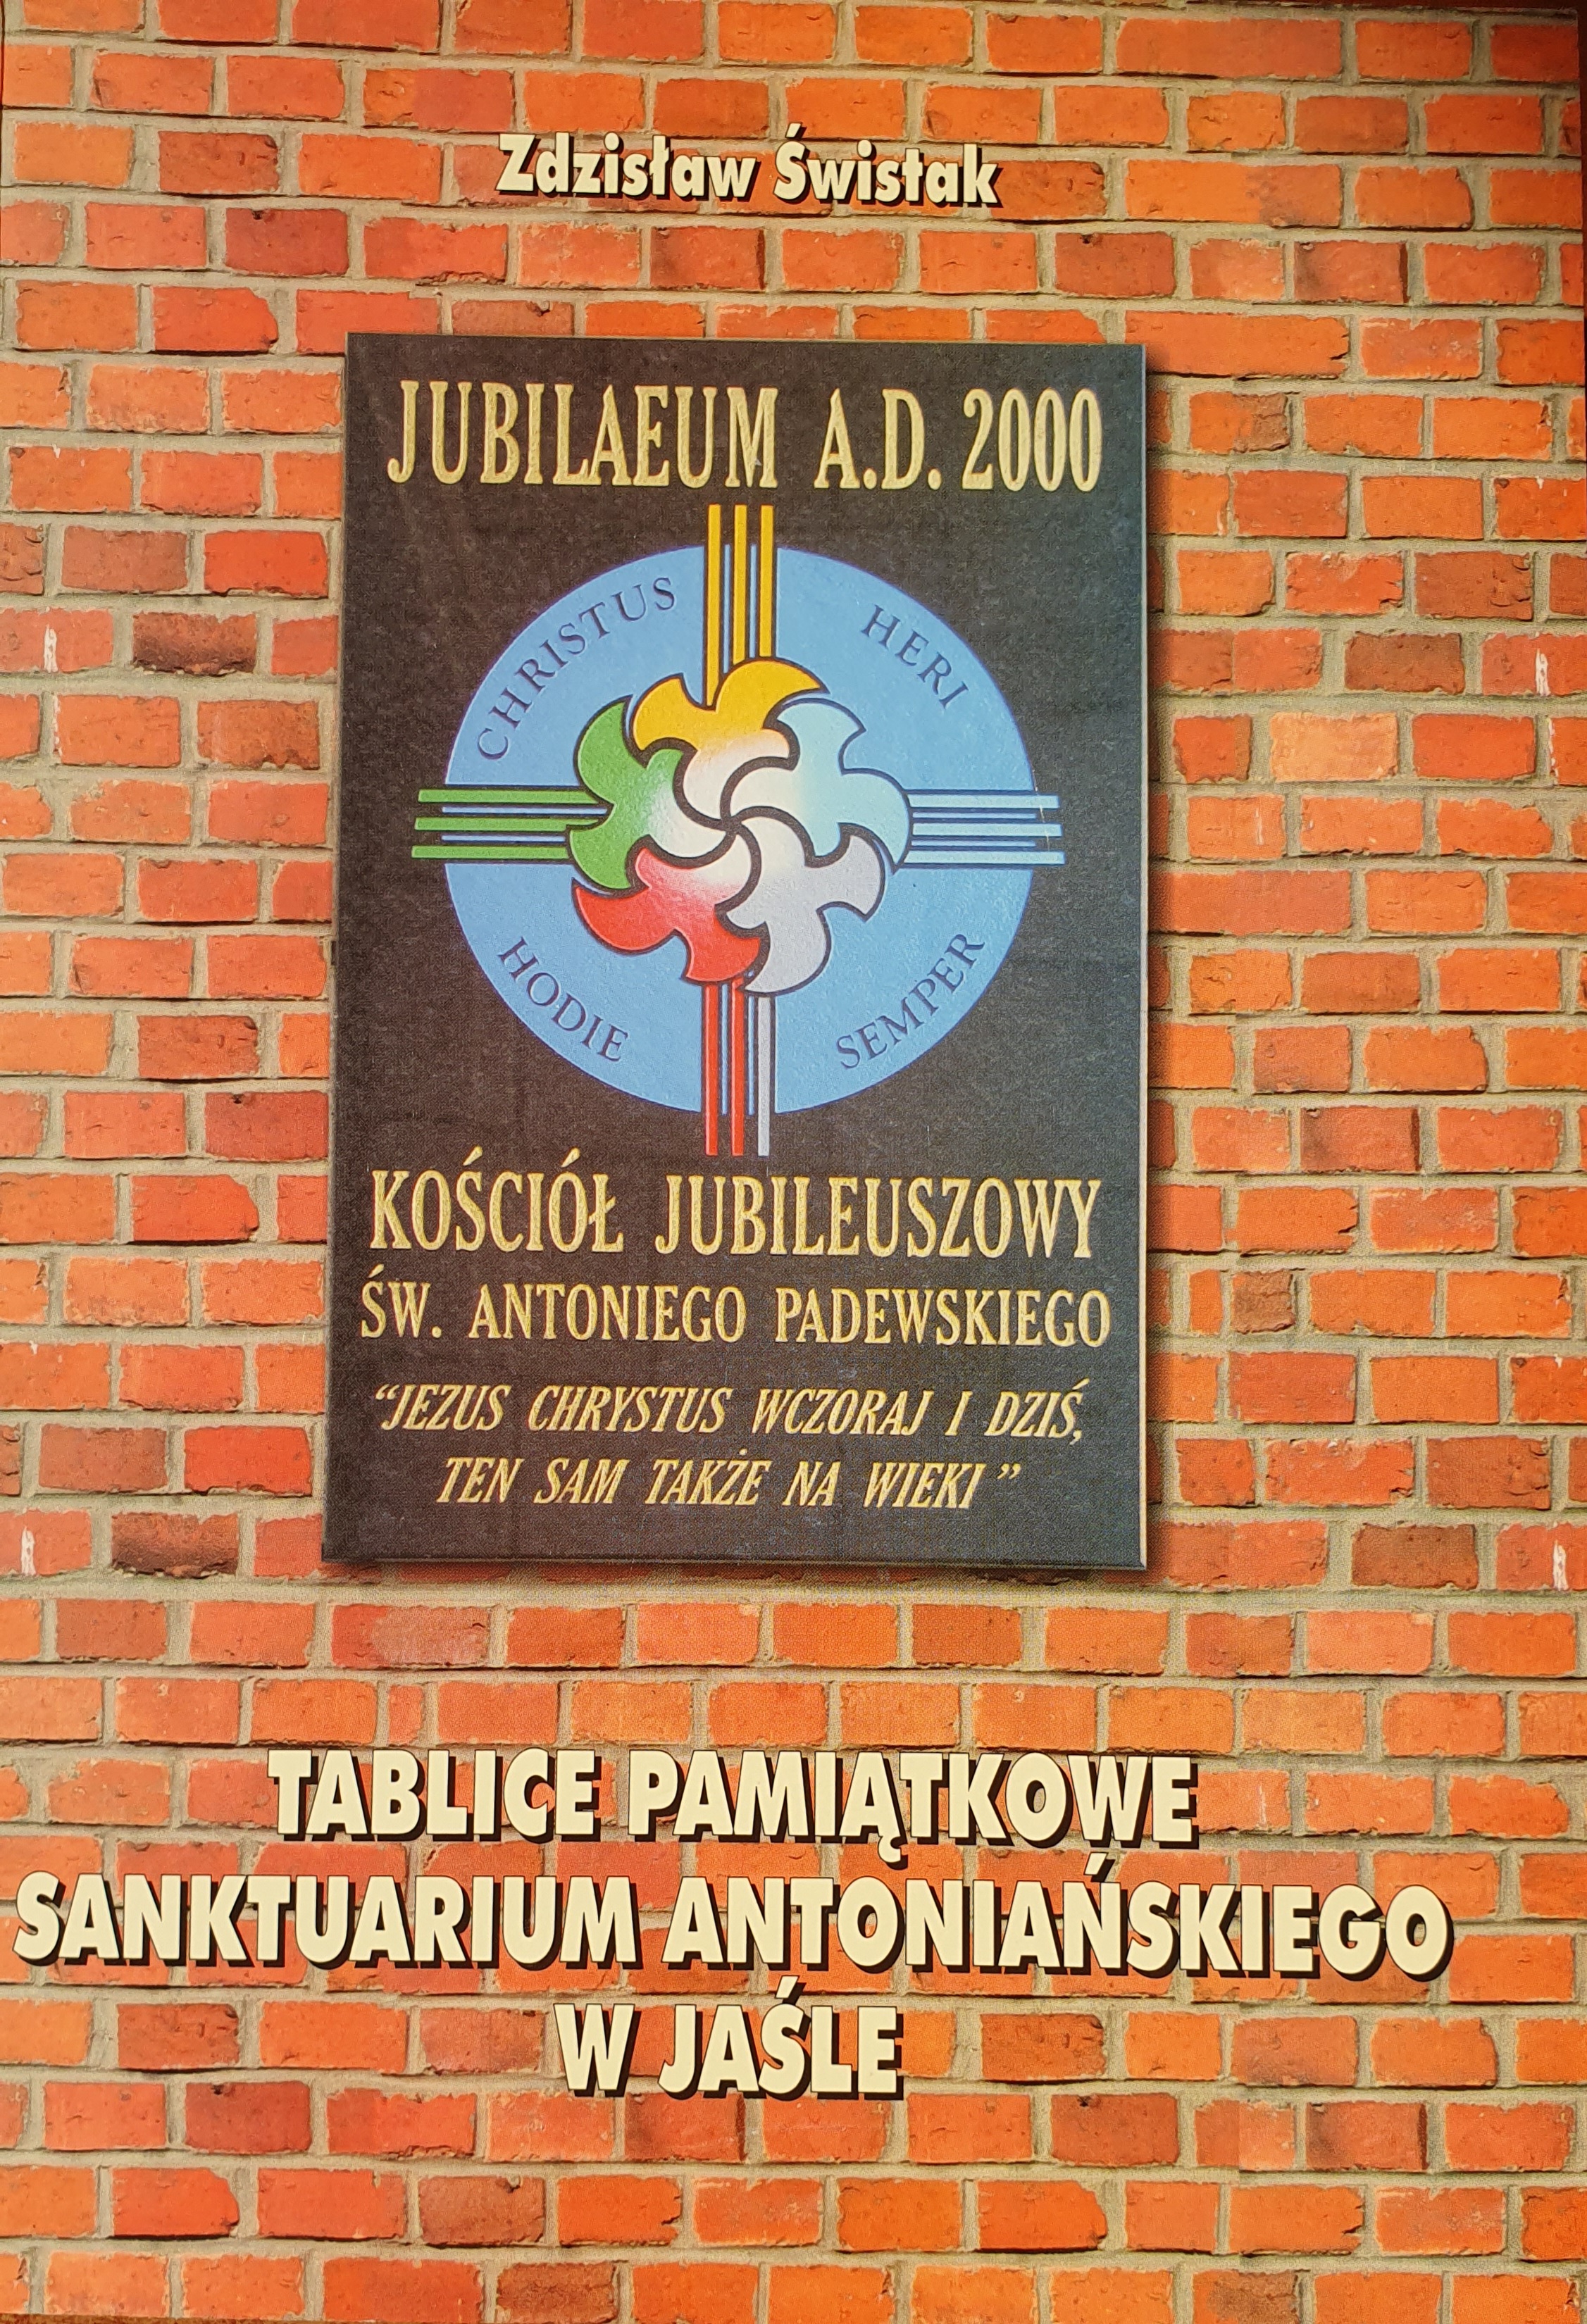 Zdzisław Świstak
JUBILAEUM A.D. 2000
CHRISTUS
HERI
HODIE
SEMPER
KOŚCIÓŁ JUBILEUSZOWY
ŚW. ANTONIEGO PADEWSKIEGO
“JEZUS CHRYSTUS WCZORAJ I DZIŚ,
TEN SAM TAKŻE NA WIEKI”
TABLICE PAMIĄTKOWE
SANKTUARIUM ANTONIAŃSKIEGO
W JAŚLE